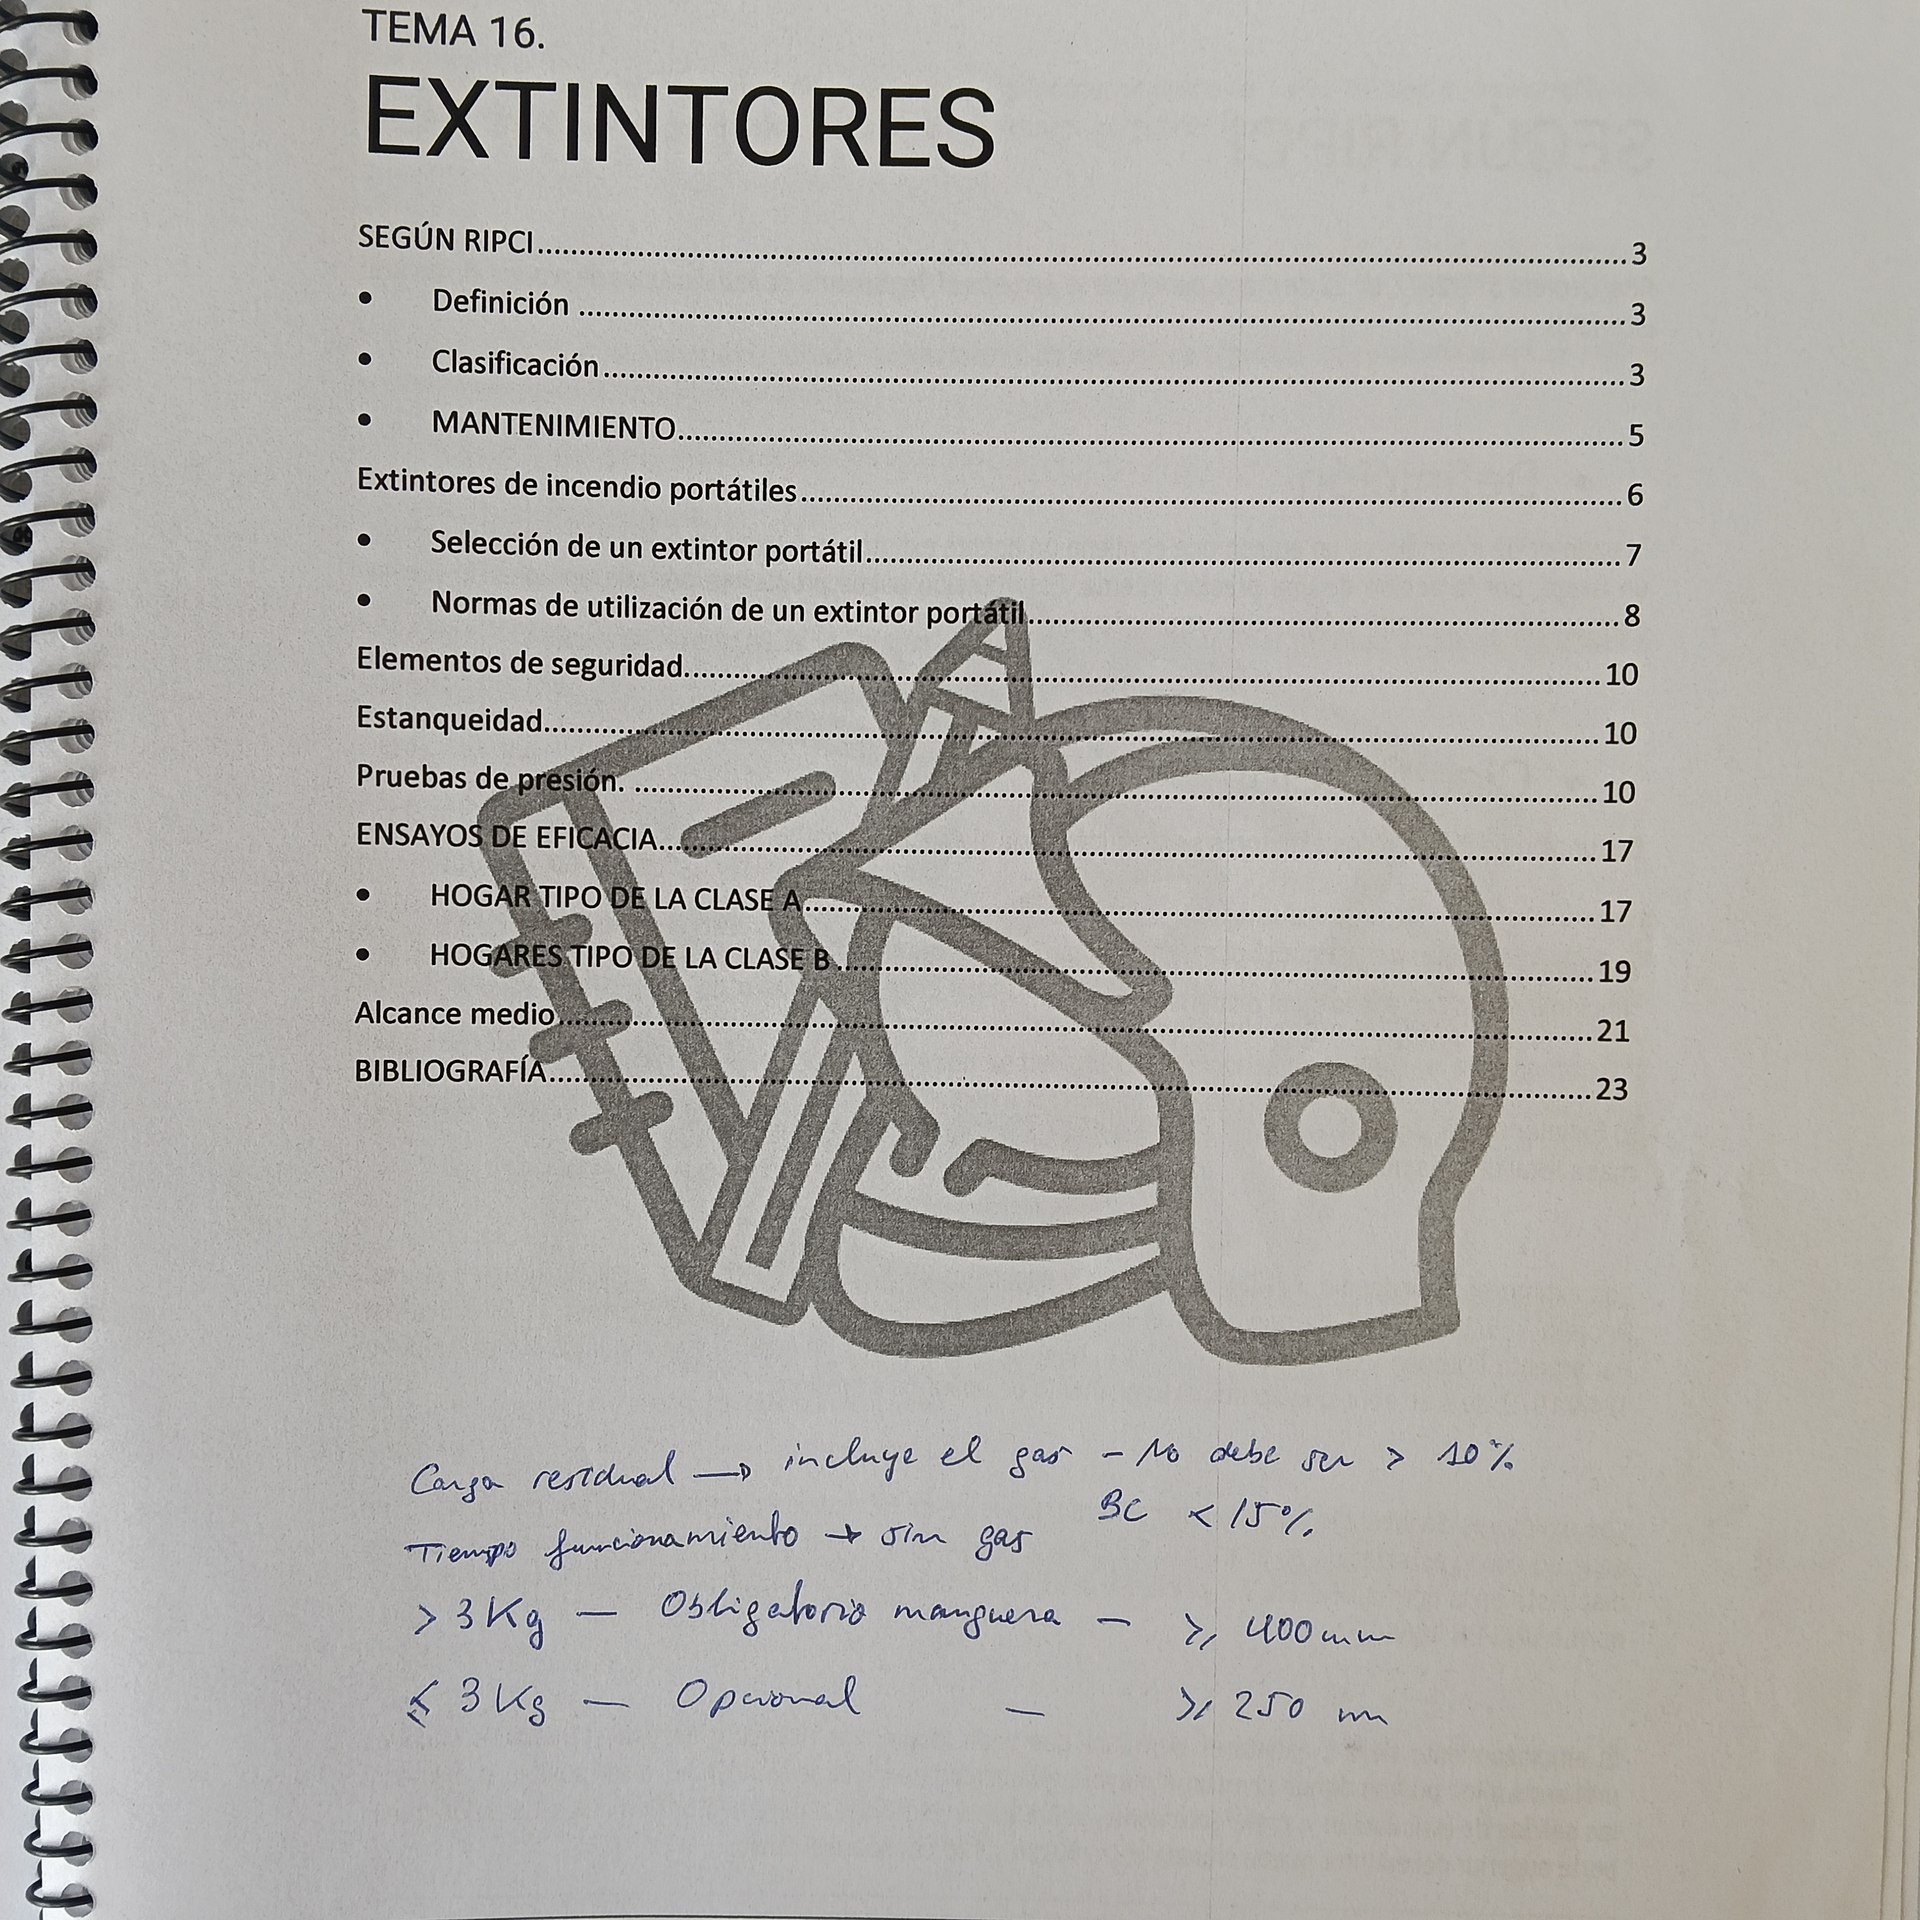 TEMA 16.
EXTINTORES
SEGÚN RIPCI 3
• Definición 3
• Clasificación 3
• MANTENIMIENTO 5
Extintores de incendio portátiles 6
• Selección de un extintor portátil 7
• Normas de utilización de un extintor portátil 8
Elementos de seguridad 10
Estanqueidad 10
Pruebas de presión. 10
ENSAYOS DE EFICACIA 17
• HOGAR TIPO DE LA CLASE A 17
• HOGARES TIPO DE LA CLASE B 19
Alcance medio 21
BIBLIOGRAFÍA 23
Carga residual → incluye el gas - No debe ser > 10%
BC < 15%
Tiempo funcionamiento → sin gas
> 3 Kg — Obligatorio manguera — ≥ 400 mm
≤ 3 Kg — Opcional — ≥ 250 mm